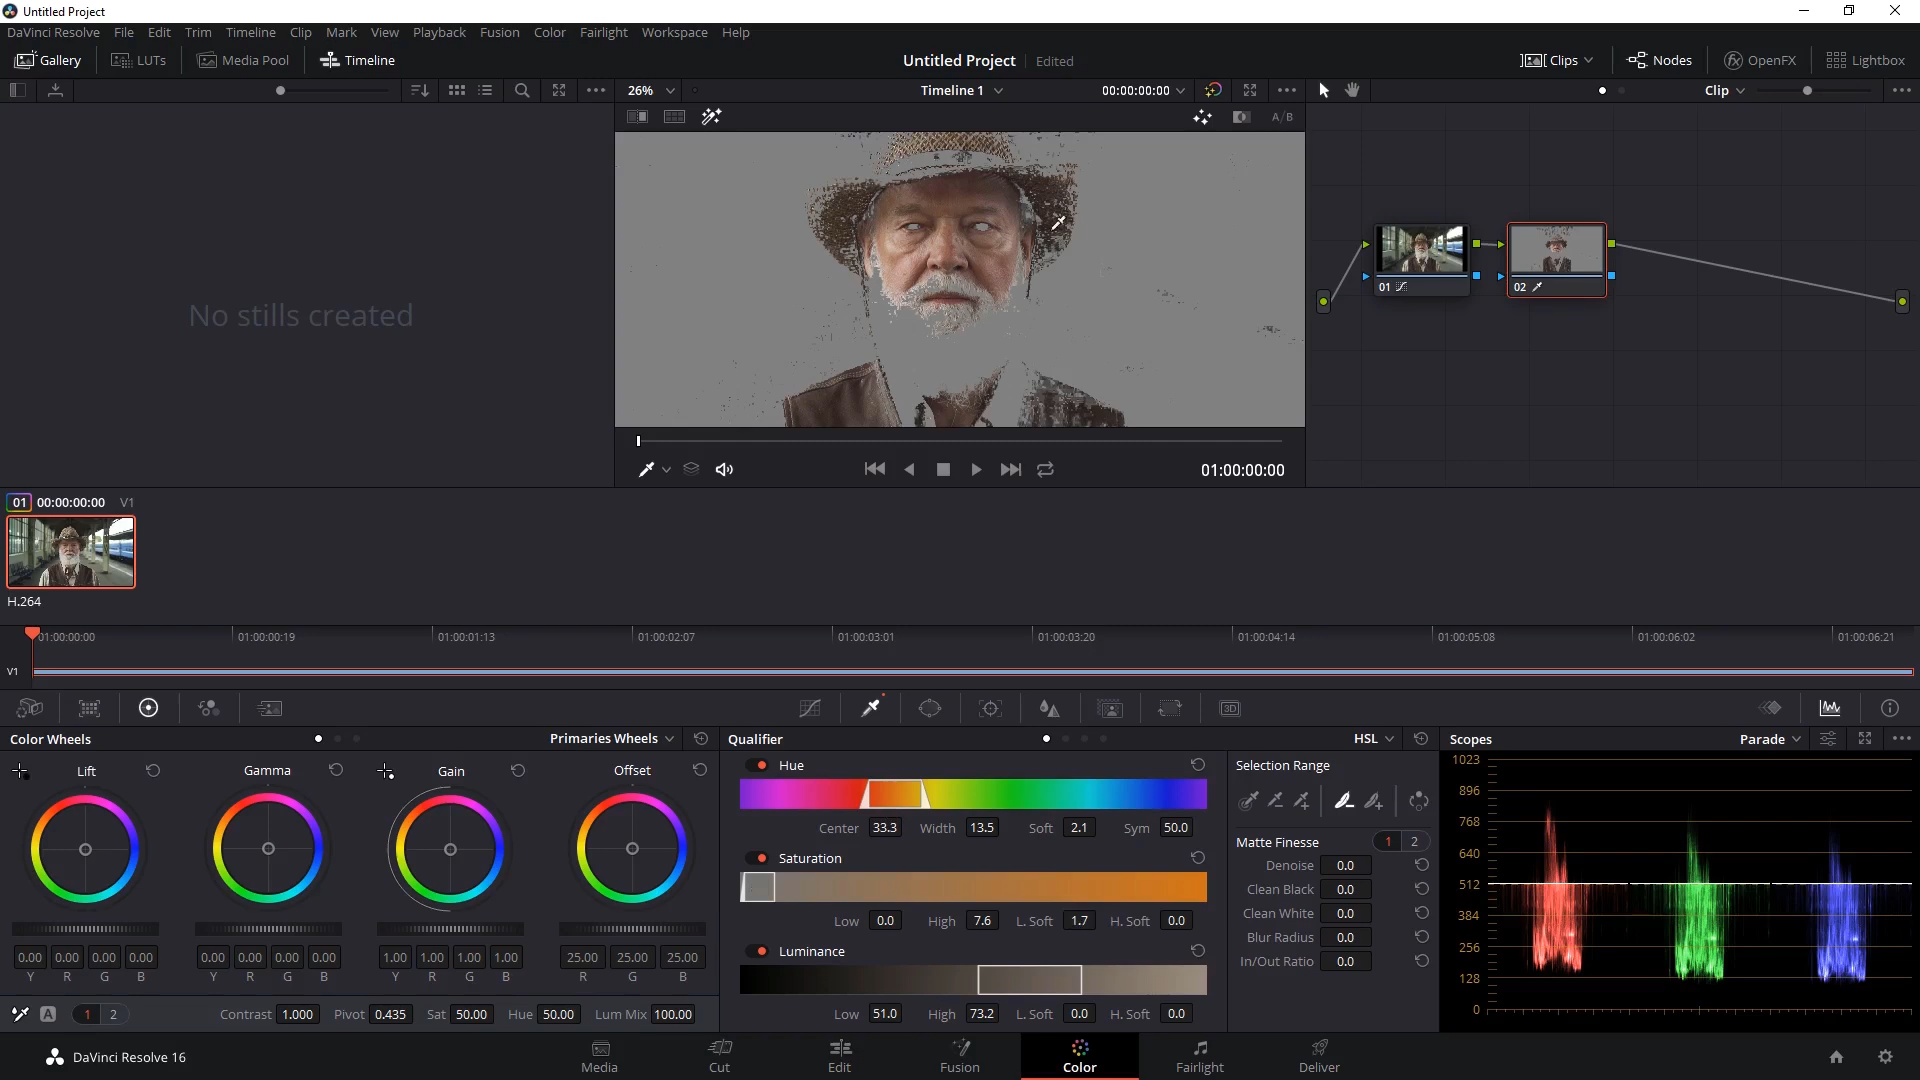 Untitled Project
DaVinci Resolve File Edit Trim Timeline Clip Mark View Playback Fusion Color Fairlight Workspace Help
Gallery LUTs Media Pool Timeline Untitled Project Edited Clips Nodes OpenFX Lightbox
26% Timeline 1 00:00:00:00 Clip
A/B
No stills created
01 02
01:00:00:00
01 00:00:00:00 V1
H.264
01:00:00:00 01:00:00:19 01:00:01:13 01:00:02:07 01:00:03:01 01:00:03:20 01:00:04:14 01:00:05:08 01:00:06:02 01:00:06:21
V1
3D
Color Wheels Primaries Wheels Qualifier HSL Scopes Parade
Lift Gamma Gain Offset
0.00 0.00 0.00 0.00 0.00 0.00 0.00 0.00 1.00 1.00 1.00 1.00 25.00 25.00 25.00
Y R G B Y R G B Y R G B R G B
A 1 2 Contrast 1.000 Pivot 0.435 Sat 50.00 Hue 50.00 Lum Mix 100.00
Hue
Center 33.3 Width 13.5 Soft 2.1 Sym 50.0
Saturation
Low 0.0 High 7.6 L. Soft 1.7 H. Soft 0.0
Luminance
Low 51.0 High 73.2 L. Soft 0.0 H. Soft 0.0
Selection Range
Matte Finesse 1 2
Denoise 0.0
Clean Black 0.0
Clean White 0.0
Blur Radius 0.0
In/Out Ratio 0.0
1023
896
768
640
512
384
256
128
0
DaVinci Resolve 16 Media Cut Edit Fusion Color Fairlight Deliver